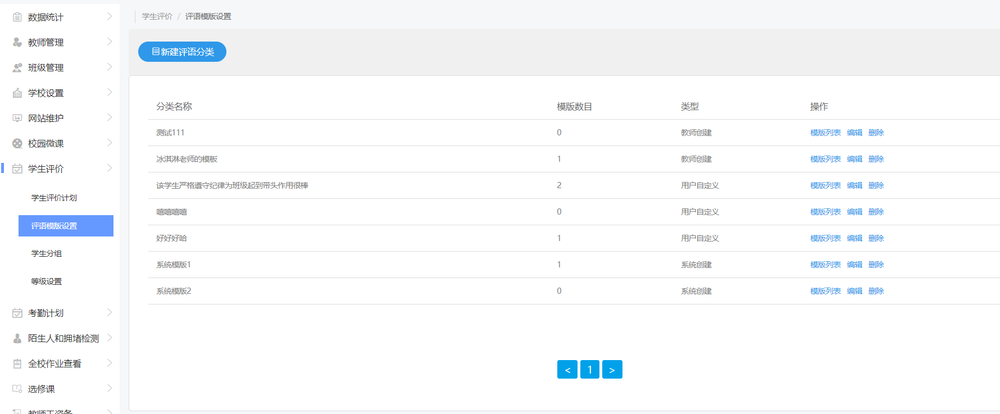 数据统计
教师管理
班级管理
学校设置
网站维护
校园微课
学生评价
学生评价计划
评语模版设置
学生分组
等级设置
考勤计划
陌生人和拥堵检测
全校作业查看
选修课
学生评价 / 评语模版设置
新建评语分类
分类名称 模版数目 类型 操作
测试111 0 教师创建 模版列表 编辑 删除
冰淇淋老师的模板 1 教师创建 模版列表 编辑 删除
该学生严格遵守纪律为班级起到带头作用很棒 2 用户自定义 模版列表 编辑 删除
嘻嘻嘻嘻 0 用户自定义 模版列表 编辑 删除
好好好哈 1 用户自定义 模版列表 编辑 删除
系统模版1 1 系统创建 模版列表 编辑 删除
系统模版2 0 系统创建 模版列表 编辑 删除
< 1 >